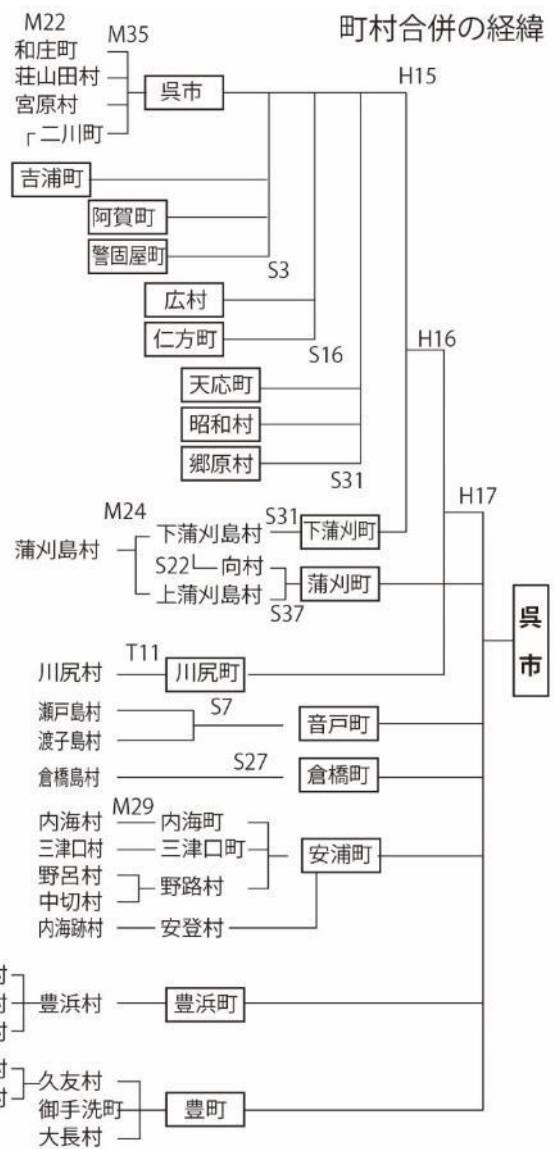 町村合併の経緯
M22
M35
H15
和庄町
荘山田村
宮原村
二川町
呉市
吉浦町
阿賀町
警固屋町
S3
広村
仁方町
S16
H16
天応町
昭和村
郷原村
S31
H17
M24
蒲刈島村
下蒲刈島村
S31
下蒲刈町
S22
向村
上蒲刈島村
S37
蒲刈町
呉市
川尻村
T11
川尻町
瀬戸島村
渡子島村
S7
音戸町
倉橋島村
S27
倉橋町
M29
内海村
内海町
三津口村
三津口町
野呂村
中切村
野路村
安浦町
内海跡村
安登村
村
村
村
豊浜村
豊浜町
村
村
久友村
御手洗町
大長村
豊町